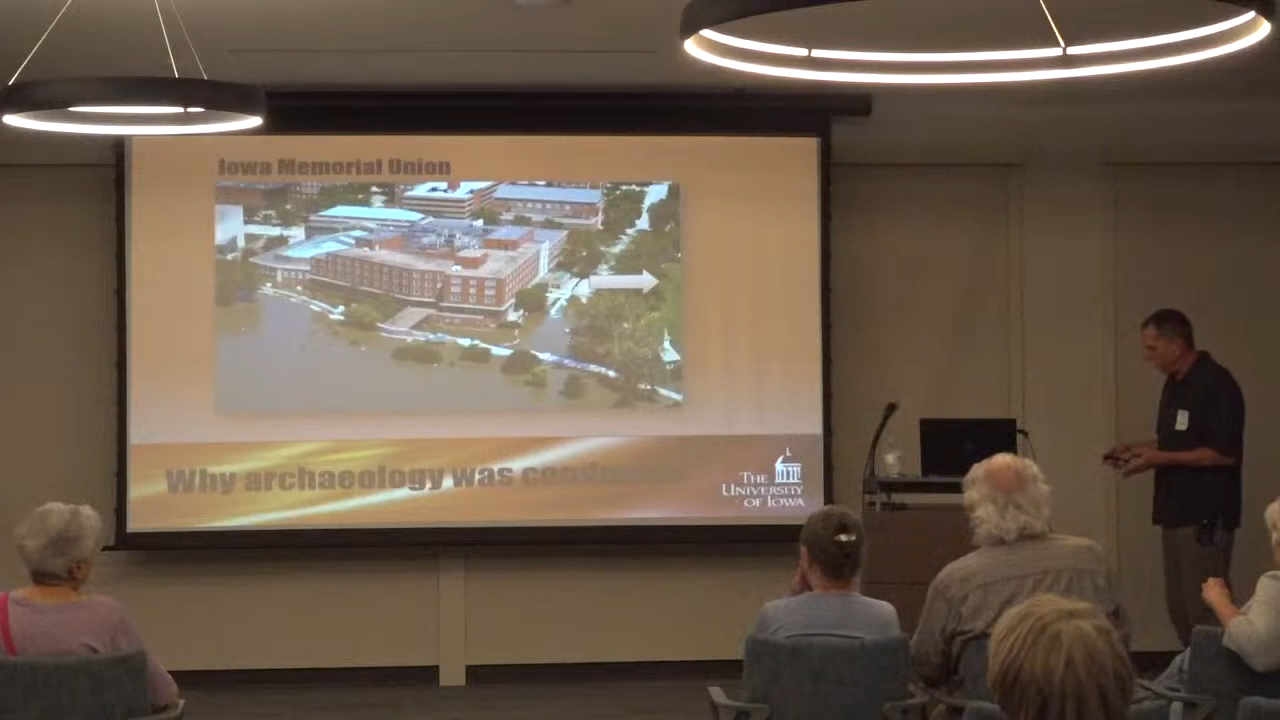 Iowa Memorial Union
Why archaeology was
THE
UNIVERSITY
OF IOWA